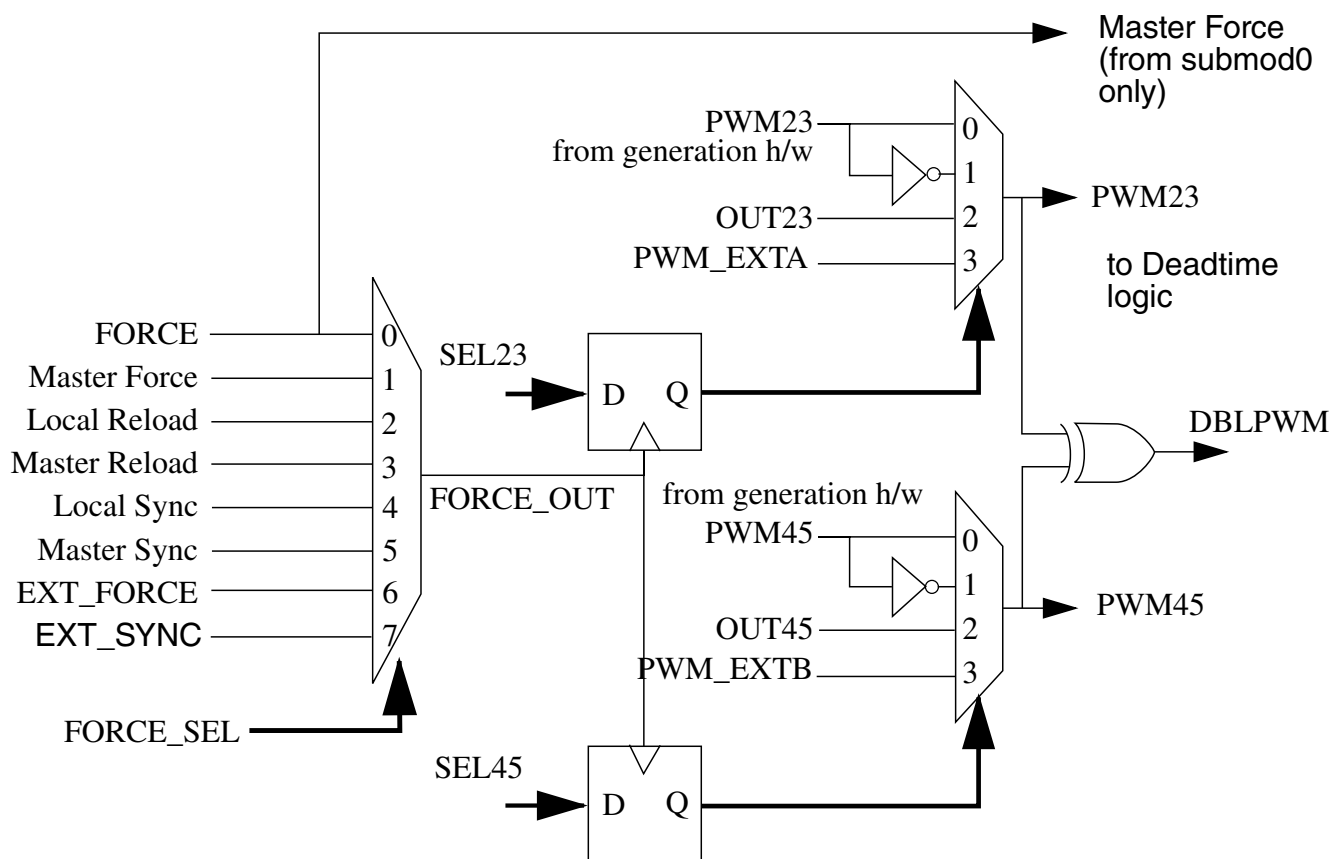 Master Force
(from submod0
only)
PWM23
from generation h/w
0
1
OUT23
2
PWM_EXTA
3
PWM23
to Deadtime
logic
FORCE
0
Master Force
1
Local Reload
2
Master Reload
3
Local Sync
4
Master Sync
5
EXT_FORCE
6
EXT_SYNC
7
FORCE_SEL
FORCE_OUT
SEL23
D Q
DBLPWM
from generation h/w
PWM45
0
1
OUT45
2
PWM_EXTB
3
PWM45
SEL45
D Q